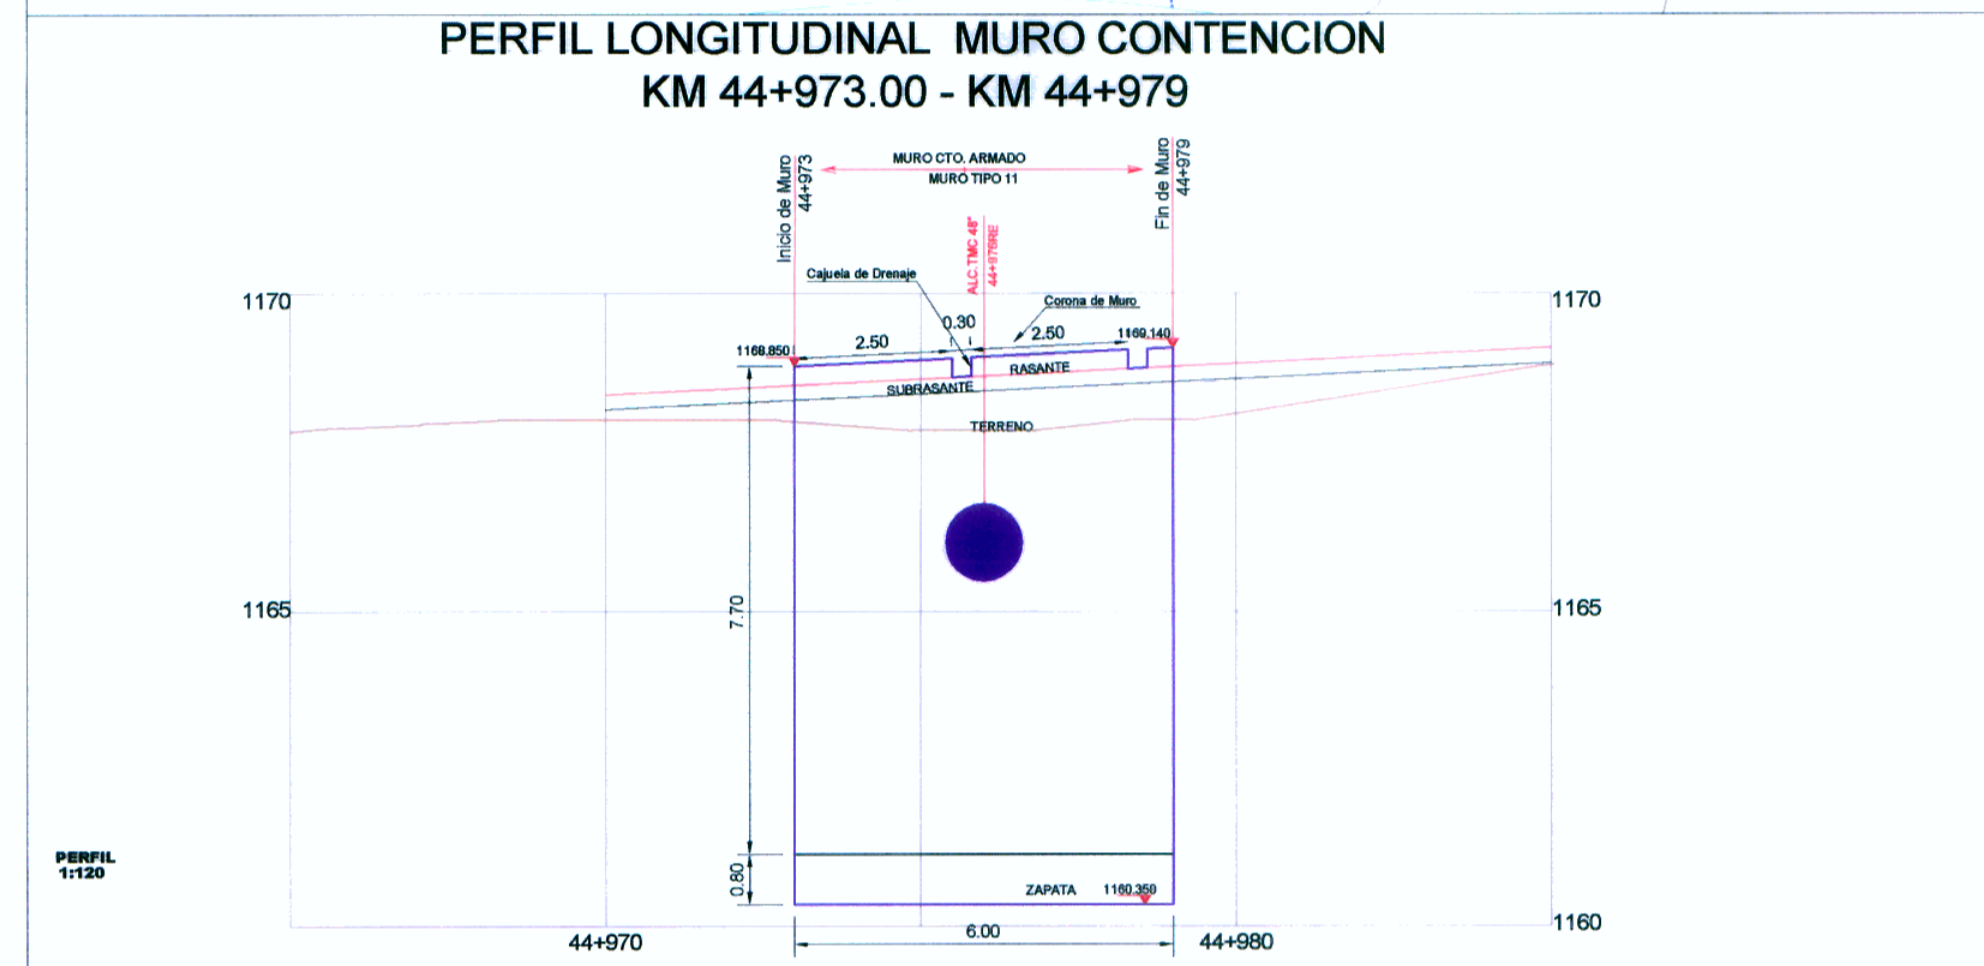 PERFIL LONGITUDINAL MURO CONTENCION
KM 44+973.00 - KM 44+979
MURO CTO. ARMADO
MURO TIPO 11
Inicio de Muro
44+973
Fin de Muro
44+979
ALC.TMC 48"
Cajuela de Drenaje
Corona de Muro
1170
1170
0.30
2.50
2.50
1168.850
1169.140
RASANTE
SUBRASANTE
TERRENO
1165
1165
7.70
PERFIL
1:120
0.80
ZAPATA
1160.350
1160
6.00
44+970
44+980